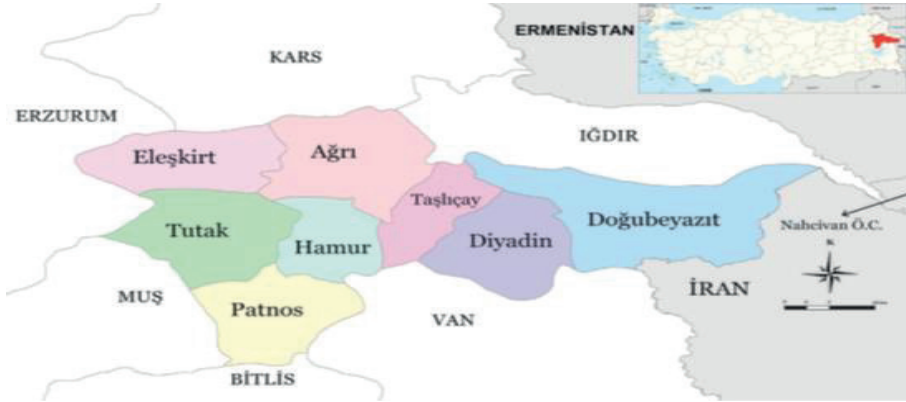 ERMENİSTAN
KARS
ERZURUM
IĞDIR
Ağrı
Eleşkirt
Taşlıçay
Doğubeyazıt
Nahcivan Ö.C.
Tutak
Hamur
Diyadin
İRAN
MUŞ
Patnos
VAN
BİTLİS